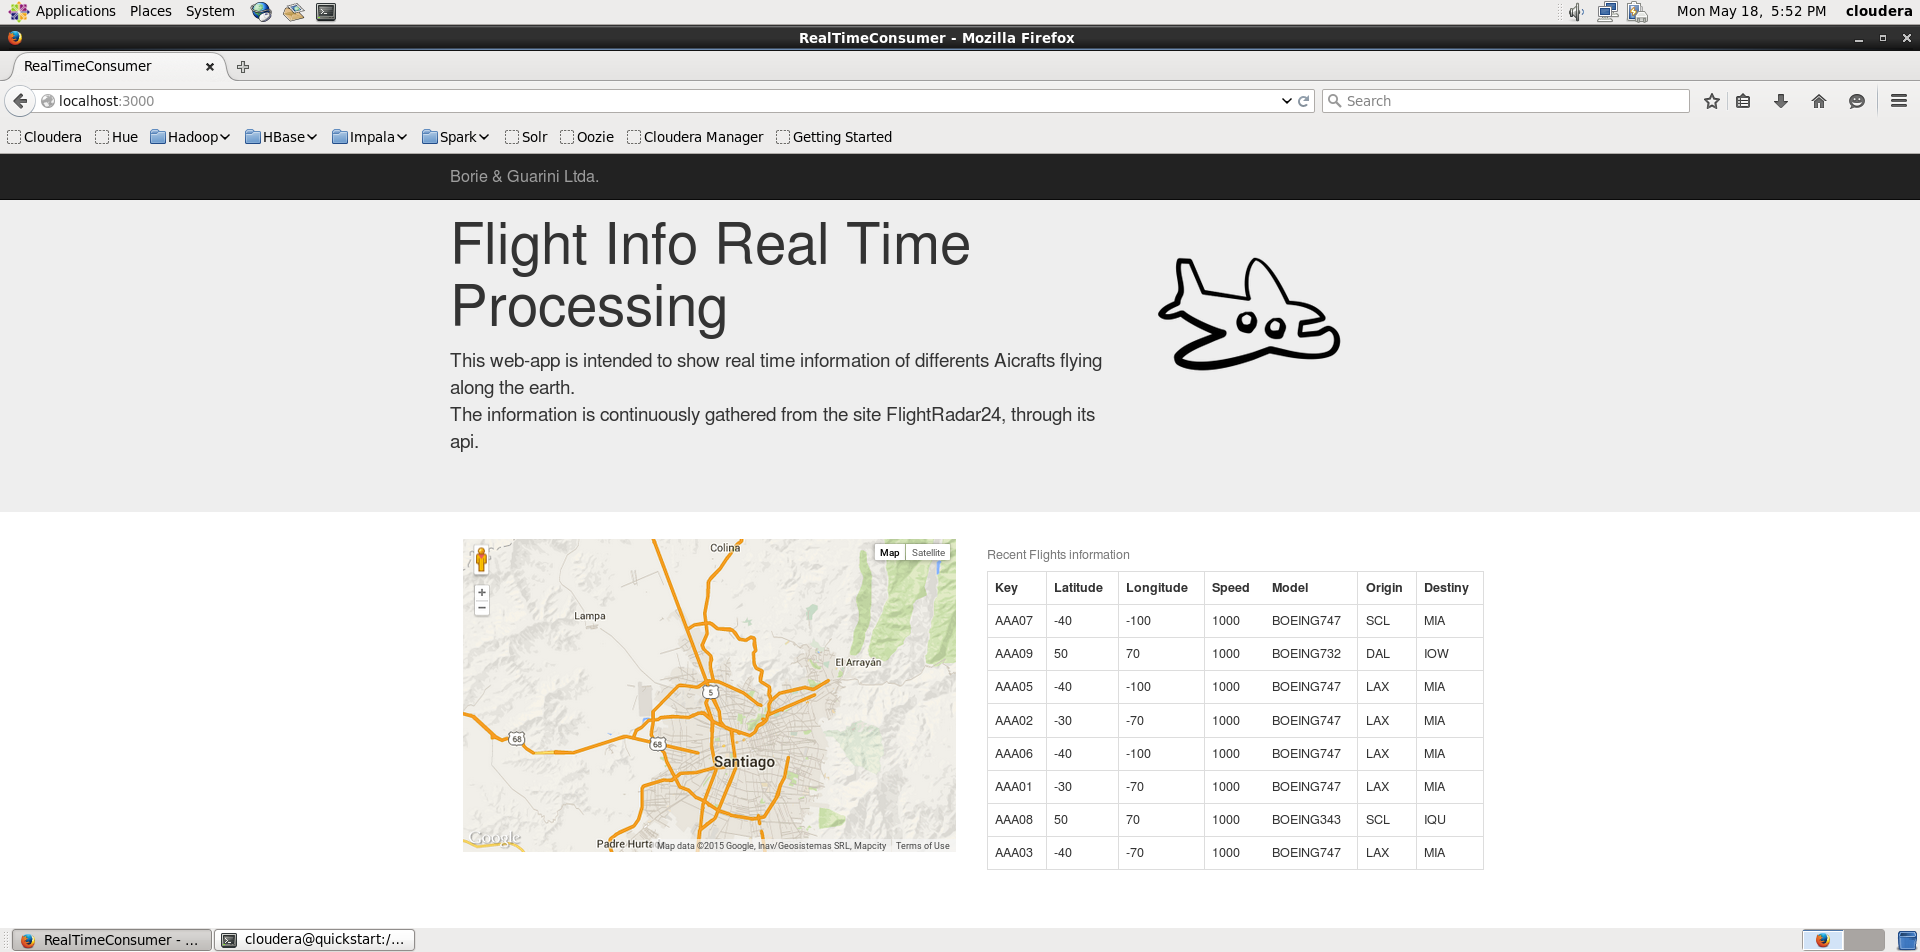 Applications Places System Mon May 18, 5:52 PM cloudera
RealTimeConsumer - Mozilla Firefox
RealTimeConsumer
localhost:3000 Search
Cloudera Hue Hadoop HBase Impala Spark Solr Oozie Cloudera Manager Getting Started
Borie & Guarini Ltda.
Flight Info Real Time
Processing
This web-app is intended to show real time information of differents Aicrafts flying
along the earth.
The information is continuously gathered from the site FlightRadar24, through its
api.
Colina
Map Satellite
+
−
Lampa
El Arrayán
5
68
68
Santiago
Google
Padre Hurta
Map data ©2015 Google, Inav/Geosistemas SRL, Mapcity Terms of Use
Recent Flights information
Key Latitude Longitude Speed Model Origin Destiny
AAA07 -40 -100 1000 BOEING747 SCL MIA
AAA09 50 70 1000 BOEING732 DAL IOW
AAA05 -40 -100 1000 BOEING747 LAX MIA
AAA02 -30 -70 1000 BOEING747 LAX MIA
AAA06 -40 -100 1000 BOEING747 LAX MIA
AAA01 -30 -70 1000 BOEING747 LAX MIA
AAA08 50 70 1000 BOEING343 SCL IQU
AAA03 -40 -70 1000 BOEING747 LAX MIA
RealTimeConsumer - ... cloudera@quickstart:/...